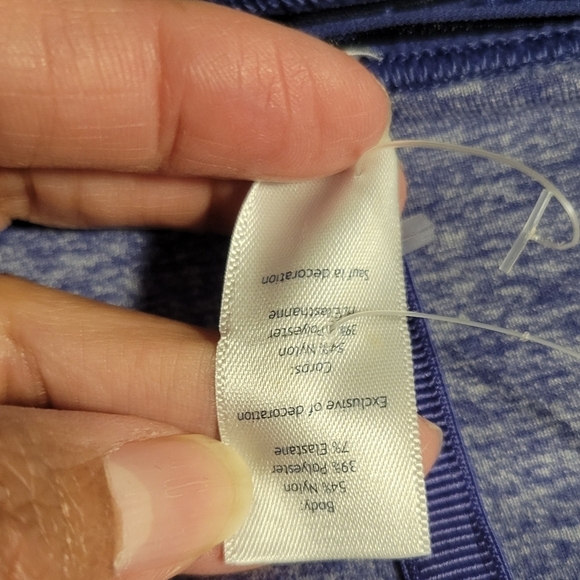 Body:
54% Nylon
39% Polyester
7% Elastane
Exclusive of decoration
Corps:
54% Nylon
39% Polyester
Elasthanne
Sauf la decoration